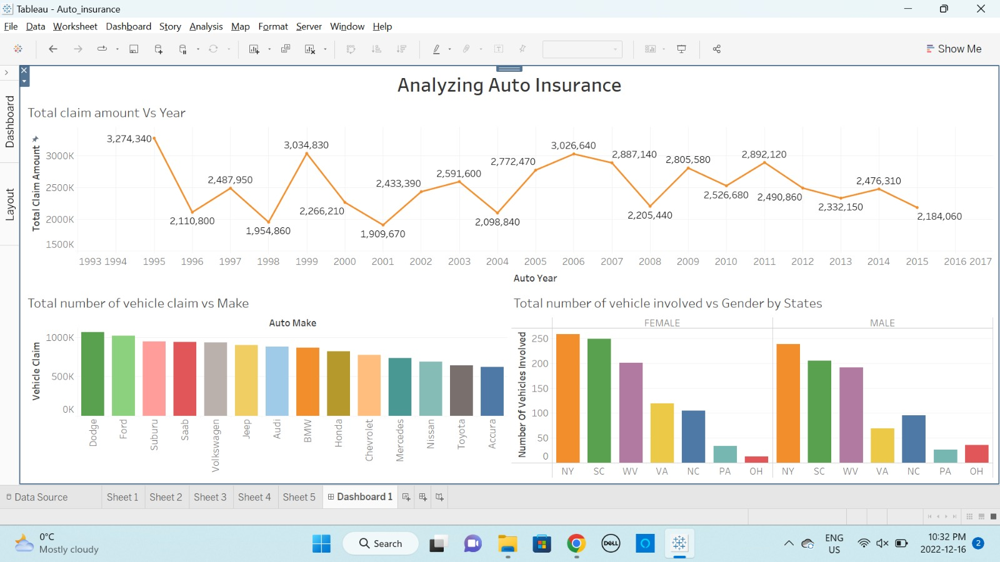 Tableau - Auto_insurance
File Data Worksheet Dashboard Story Analysis Map Format Server Window Help
Show Me
Dashboard
Layout
Analyzing Auto Insurance
Total claim amount Vs Year
Total Claim Amount
3000K
2500K
2000K
1500K
3,274,340
2,110,800
2,487,950
1,954,860
3,034,830
2,266,210
1,909,670
2,433,390
2,591,600
2,098,840
2,772,470
3,026,640
2,887,140
2,205,440
2,805,580
2,526,680
2,892,120
2,490,860
2,332,150
2,476,310
2,184,060
1993 1994 1995 1996 1997 1998 1999 2000 2001 2002 2003 2004 2005 2006 2007 2008 2009 2010 2011 2012 2013 2014 2015 2016 2017
Auto Year
Total number of vehicle claim vs Make
Auto Make
Vehicle Claim
1000K
500K
0K
Dodge
Ford
Suburu
Saab
Volkswagen
Jeep
Audi
BMW
Honda
Chevrolet
Mercedes
Nissan
Toyota
Accura
Total number of vehicle involved vs Gender by States
FEMALE MALE
Number Of Vehicles Involved
250
200
150
100
50
0
NY SC WV VA NC PA OH NY SC WV VA NC PA OH
Data Source Sheet 1 Sheet 2 Sheet 3 Sheet 4 Sheet 5 Dashboard 1
0°C
Mostly cloudy
Search
DELL
ENG
US
10:32 PM
2022-12-16
2